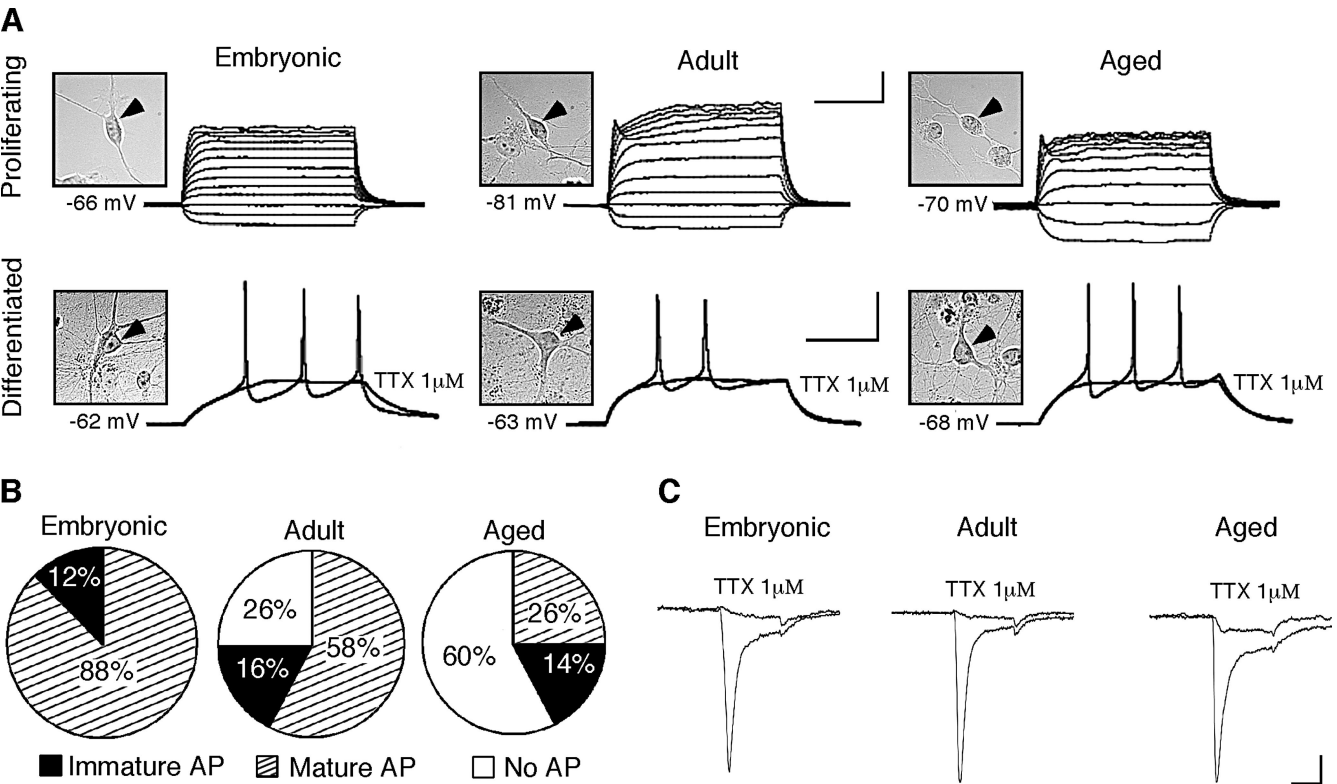 A
Embryonic
Adult
Aged
Proliferating
-66 mV
-81 mV
-70 mV
Differentiated
TTX 1µM
TTX 1µM
TTX 1µM
-62 mV
-63 mV
-68 mV
B
Embryonic
Adult
Aged
12%
88%
26%
16%
58%
60%
26%
14%
Immature AP
Mature AP
No AP
C
Embryonic
Adult
Aged
TTX 1µM
TTX 1µM
TTX 1µM